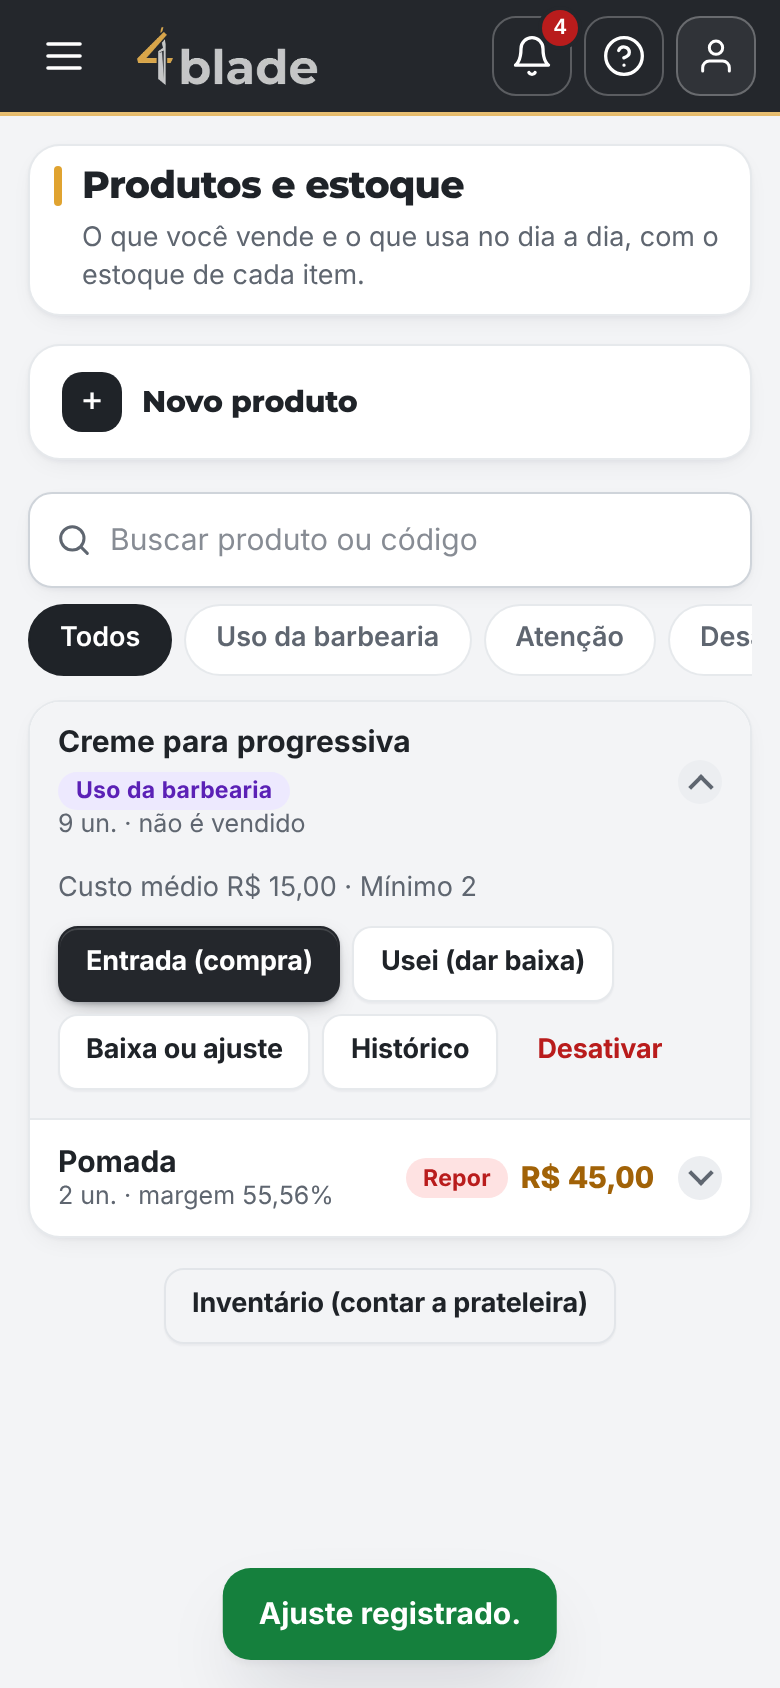 4
4blade
Produtos e estoque
O que você vende e o que usa no dia a dia, com o
estoque de cada item.
+ Novo produto
Buscar produto ou código
Todos
Uso da barbearia
Atenção
Desa
Creme para progressiva
Uso da barbearia
9 un. · não é vendido
Custo médio R$ 15,00 · Mínimo 2
Entrada (compra)
Usei (dar baixa)
Baixa ou ajuste
Histórico
Desativar
Pomada
2 un. · margem 55,56%
Repor
R$ 45,00
Inventário (contar a prateleira)
Ajuste registrado.